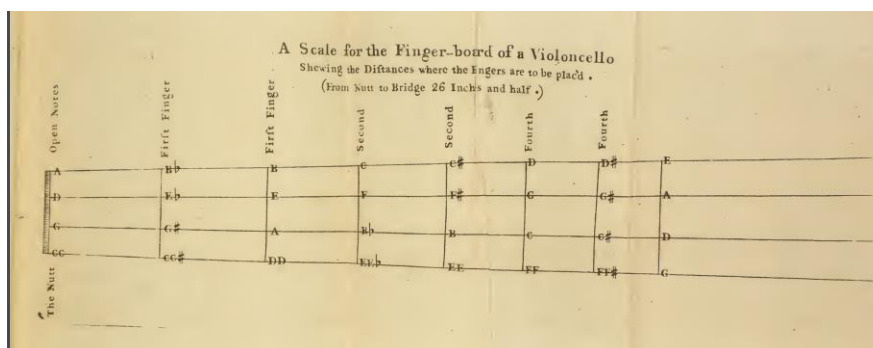 A Scale for the Finger-board of a Violoncello
Shewing the Diſtances where the Fngers are to be plac'd .
(From Nutt to Bridge 26 Inchs and half .)
Open Notes
Firſt Finger
Firſt Finger
Second
Second
Fourth
Fourth
A B♭ B C C# D D# E
D E♭ E F F# G G# A
G G# A B♭ B C C# D
CC CC# DD EE♭ EE FF FF# G
The Nutt